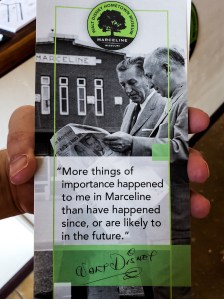 WALT DISNEY HOMETOWN MUSEUM
MARCELINE
MARCELINE
"More things of
importance happened
to me in Marceline
than have happened
since, or are likely to
in the future."
Walt Disney